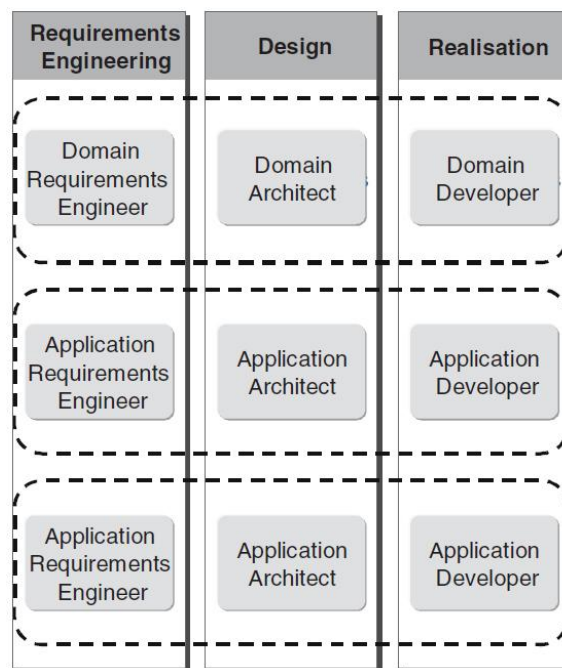 Requirements
Engineering
Design
Realisation
Domain
Requirements
Engineer
Domain
Architect
Domain
Developer
Application
Requirements
Engineer
Application
Architect
Application
Developer
Application
Requirements
Engineer
Application
Architect
Application
Developer